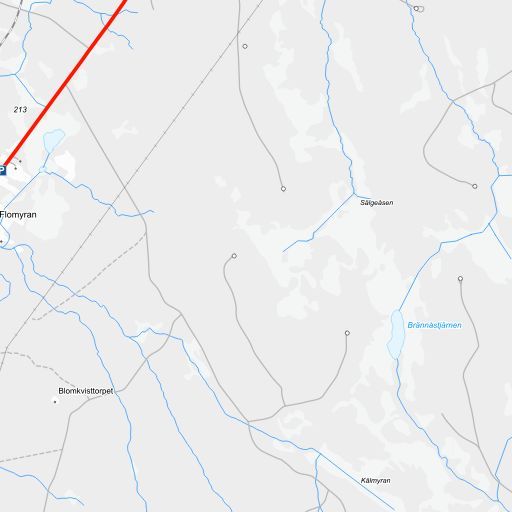 213
P
Sälgeåsen
Flomyran
Brännästjärnen
Blomkvisttorpet
Kälmyran